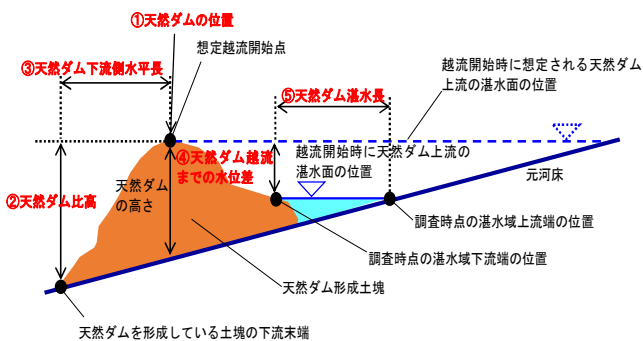 ①天然ダムの位置
想定越流開始点
③天然ダム下流側水平長
越流開始時に想定される天然ダム
上流の湛水面の位置
⑤天然ダム湛水長
④天然ダム越流
までの水位差
越流開始時に天然ダム上流の
湛水面の位置
元河床
天然ダム
の高さ
②天然ダム比高
調査時点の湛水域上流端の位置
調査時点の湛水域下流端の位置
天然ダム形成土塊
天然ダムを形成している土塊の下流末端